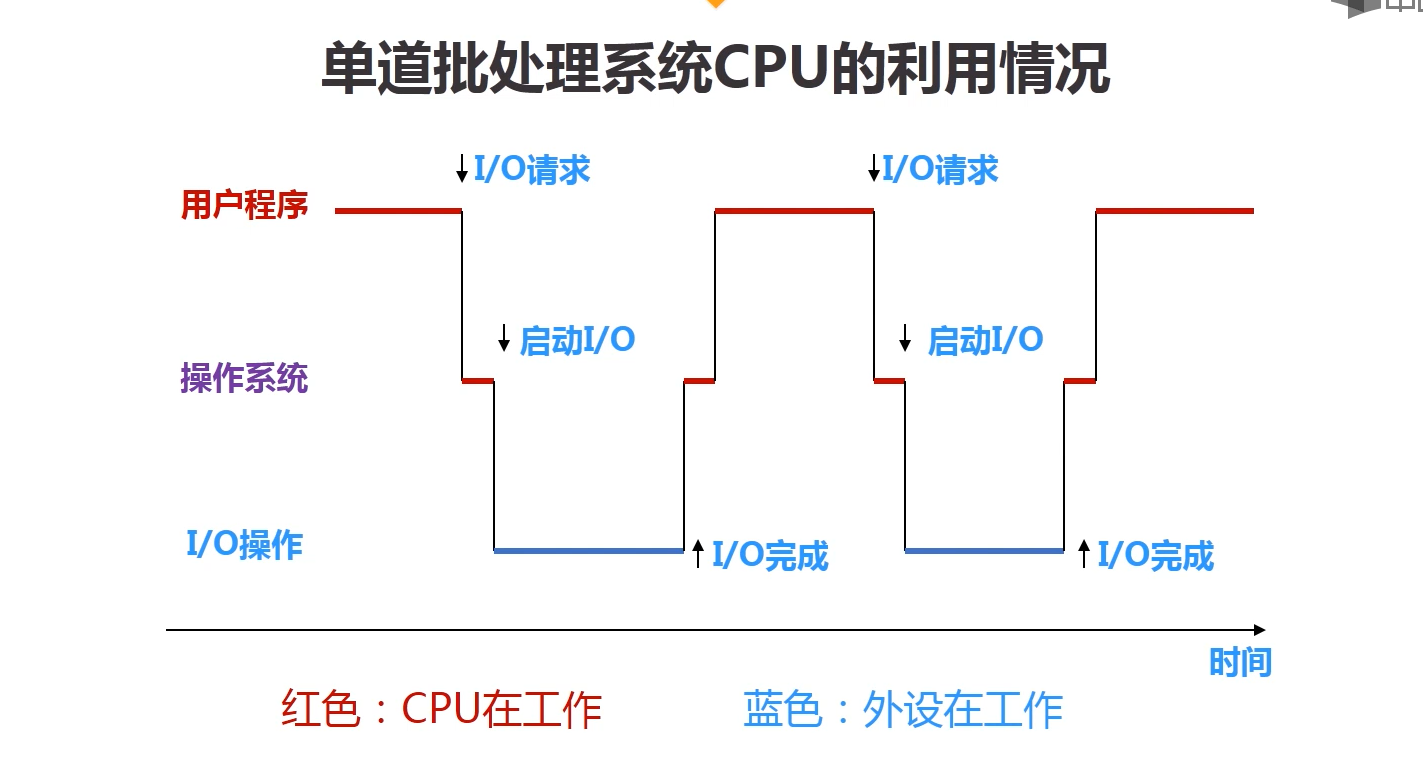 单道批处理系统CPU的利用情况
I/O请求
I/O请求
用户程序
启动I/O
启动I/O
操作系统
I/O操作
I/O完成
I/O完成
时间
红色：CPU在工作
蓝色：外设在工作